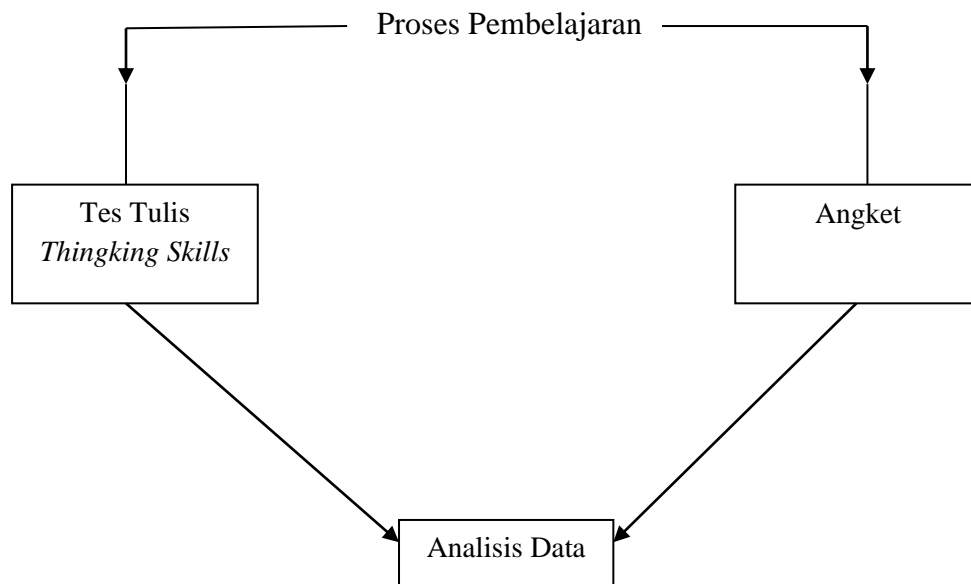 Proses Pembelajaran
Tes Tulis
Thingking Skills
Angket
Analisis Data